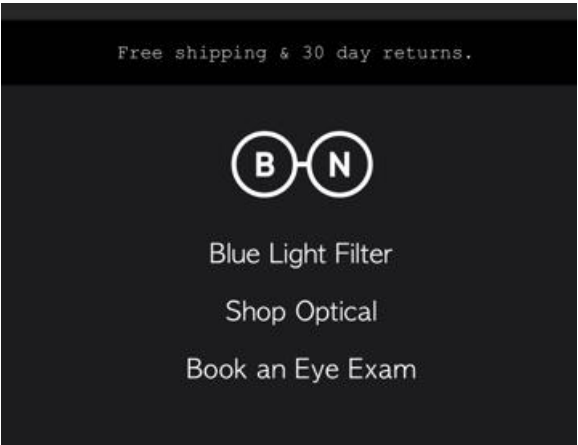 Free shipping & 30 day returns.
B N
Blue Light Filter
Shop Optical
Book an Eye Exam